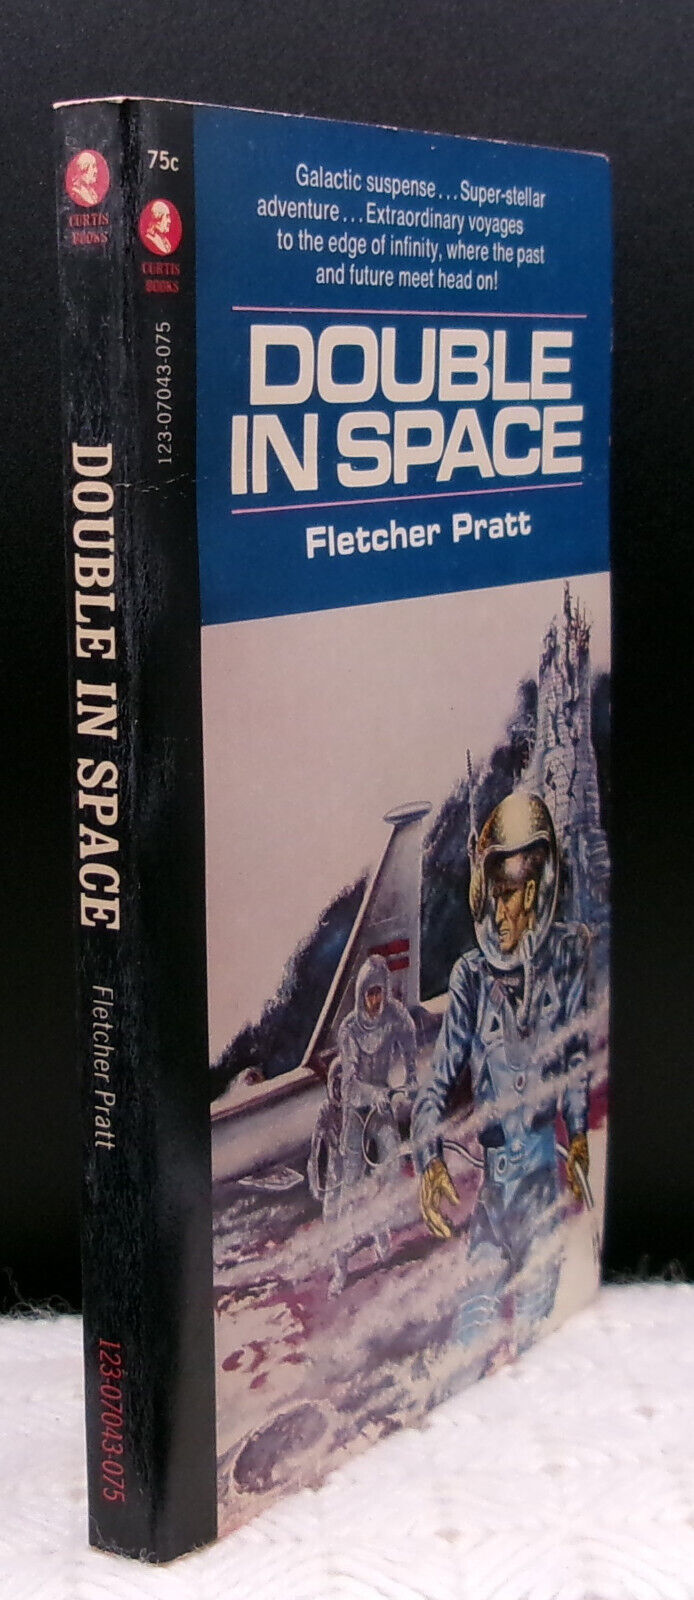 CURTIS
BOOKS
DOUBLE IN SPACE
Fletcher Pratt
123-07043-075
75c
CURTIS
BOOKS
123-07043-075
Galactic suspense...Super-stellar
adventure...Extraordinary voyages
to the edge of infinity, where the past
and future meet head on!
DOUBLE
IN SPACE
Fletcher Pratt